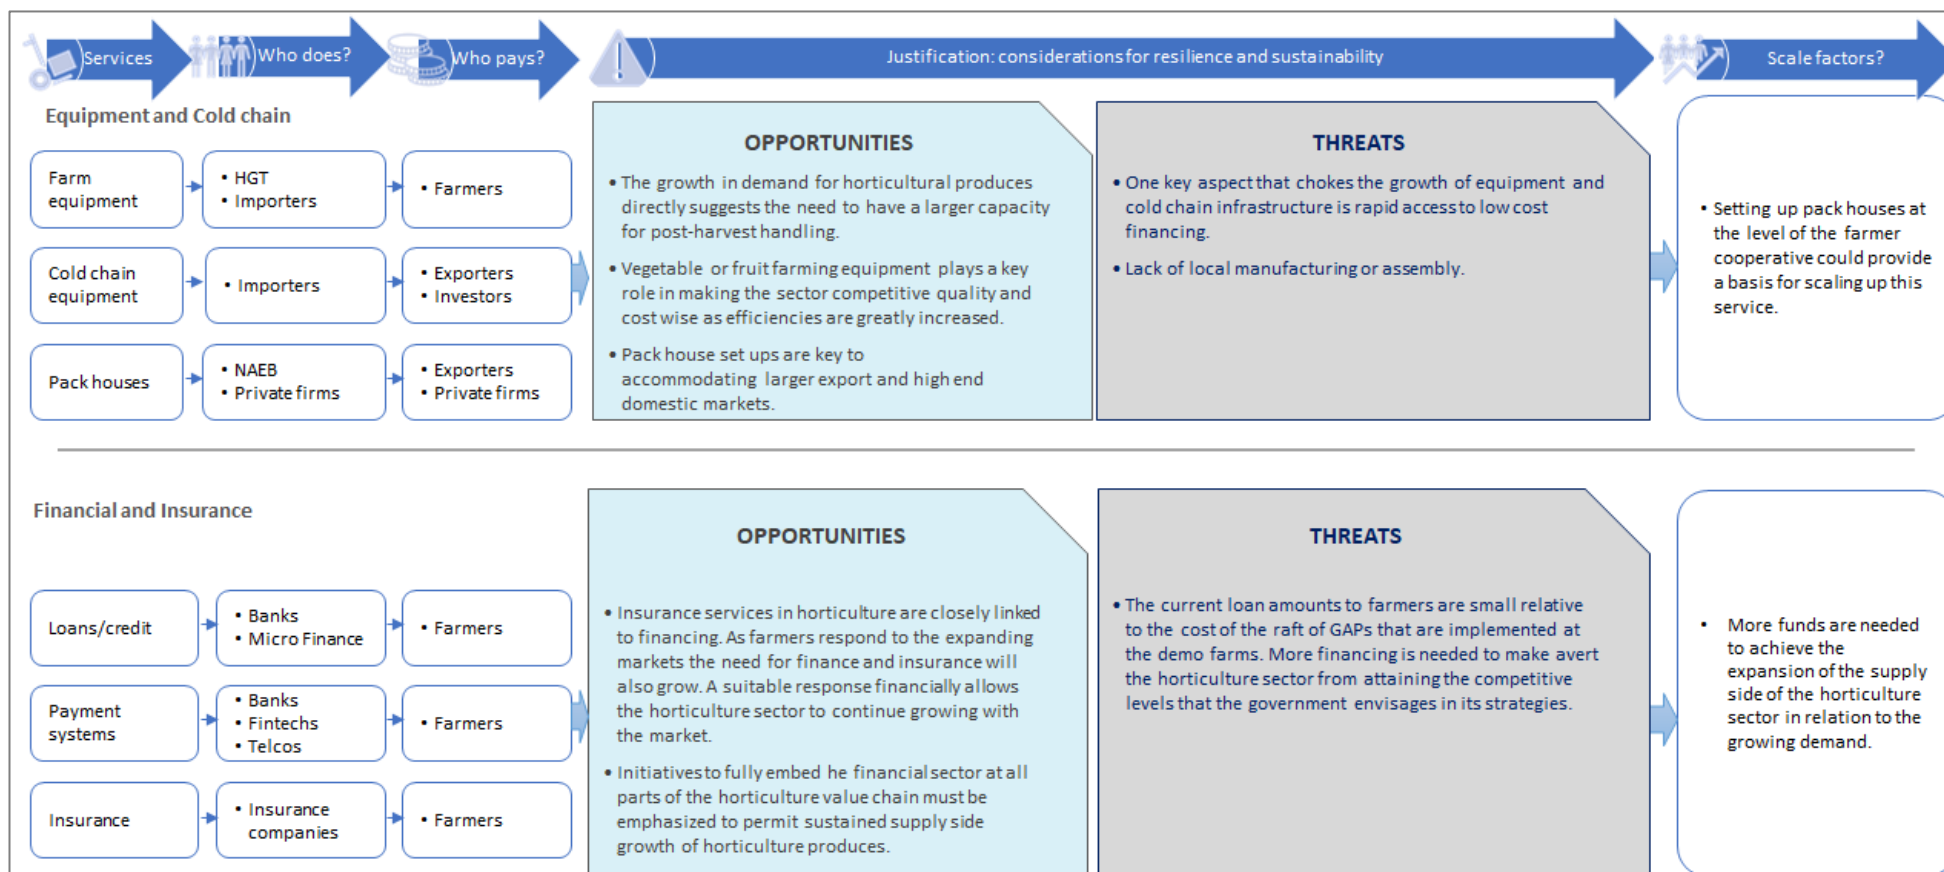 Services
Who does?
Who pays?
Justification: considerations for resilience and sustainability
Scale factors?
Equipment and Cold chain
Farm
equipment
• HGT
• Importers
• Farmers
Cold chain
equipment
• Importers
• Exporters
• Investors
Pack houses
• NAEB
• Private firms
• Exporters
• Private firms
OPPORTUNITIES
• The growth in demand for horticultural produces
directly suggests the need to have a larger capacity
for post-harvest handling.
• Vegetable or fruit farming equipment plays a key
role in making the sector competitive quality and
cost wise as efficiencies are greatly increased.
• Pack house set ups are key to
accommodating larger export and high end
domestic markets.
THREATS
• One key aspect that chokes the growth of equipment and
cold chain infrastructure is rapid access to low cost
financing.
• Lack of local manufacturing or assembly.
• Setting up pack houses at
the level of the farmer
cooperative could provide
a basis for scaling up this
service.
Financial and Insurance
Loans/credit
• Banks
• Micro Finance
• Farmers
Payment
systems
• Banks
• Fintechs
• Telcos
• Farmers
Insurance
• Insurance
companies
• Farmers
OPPORTUNITIES
• Insurance services in horticulture are closely linked
to financing. As farmers respond to the expanding
markets the need for finance and insurance will
also grow. A suitable response financially allows
the horticulture sector to continue growing with
the market.
• Initiatives to fully embed he financial sector at all
parts of the horticulture value chain must be
emphasized to permit sustained supply side
growth of horticulture produces.
THREATS
• The current loan amounts to farmers are small relative
to the cost of the raft of GAPs that are implemented at
the demo farms. More financing is needed to make avert
the horticulture sector from attaining the competitive
levels that the government envisages in its strategies.
• More funds are needed
to achieve the
expansion of the supply
side of the horticulture
sector in relation to the
growing demand.